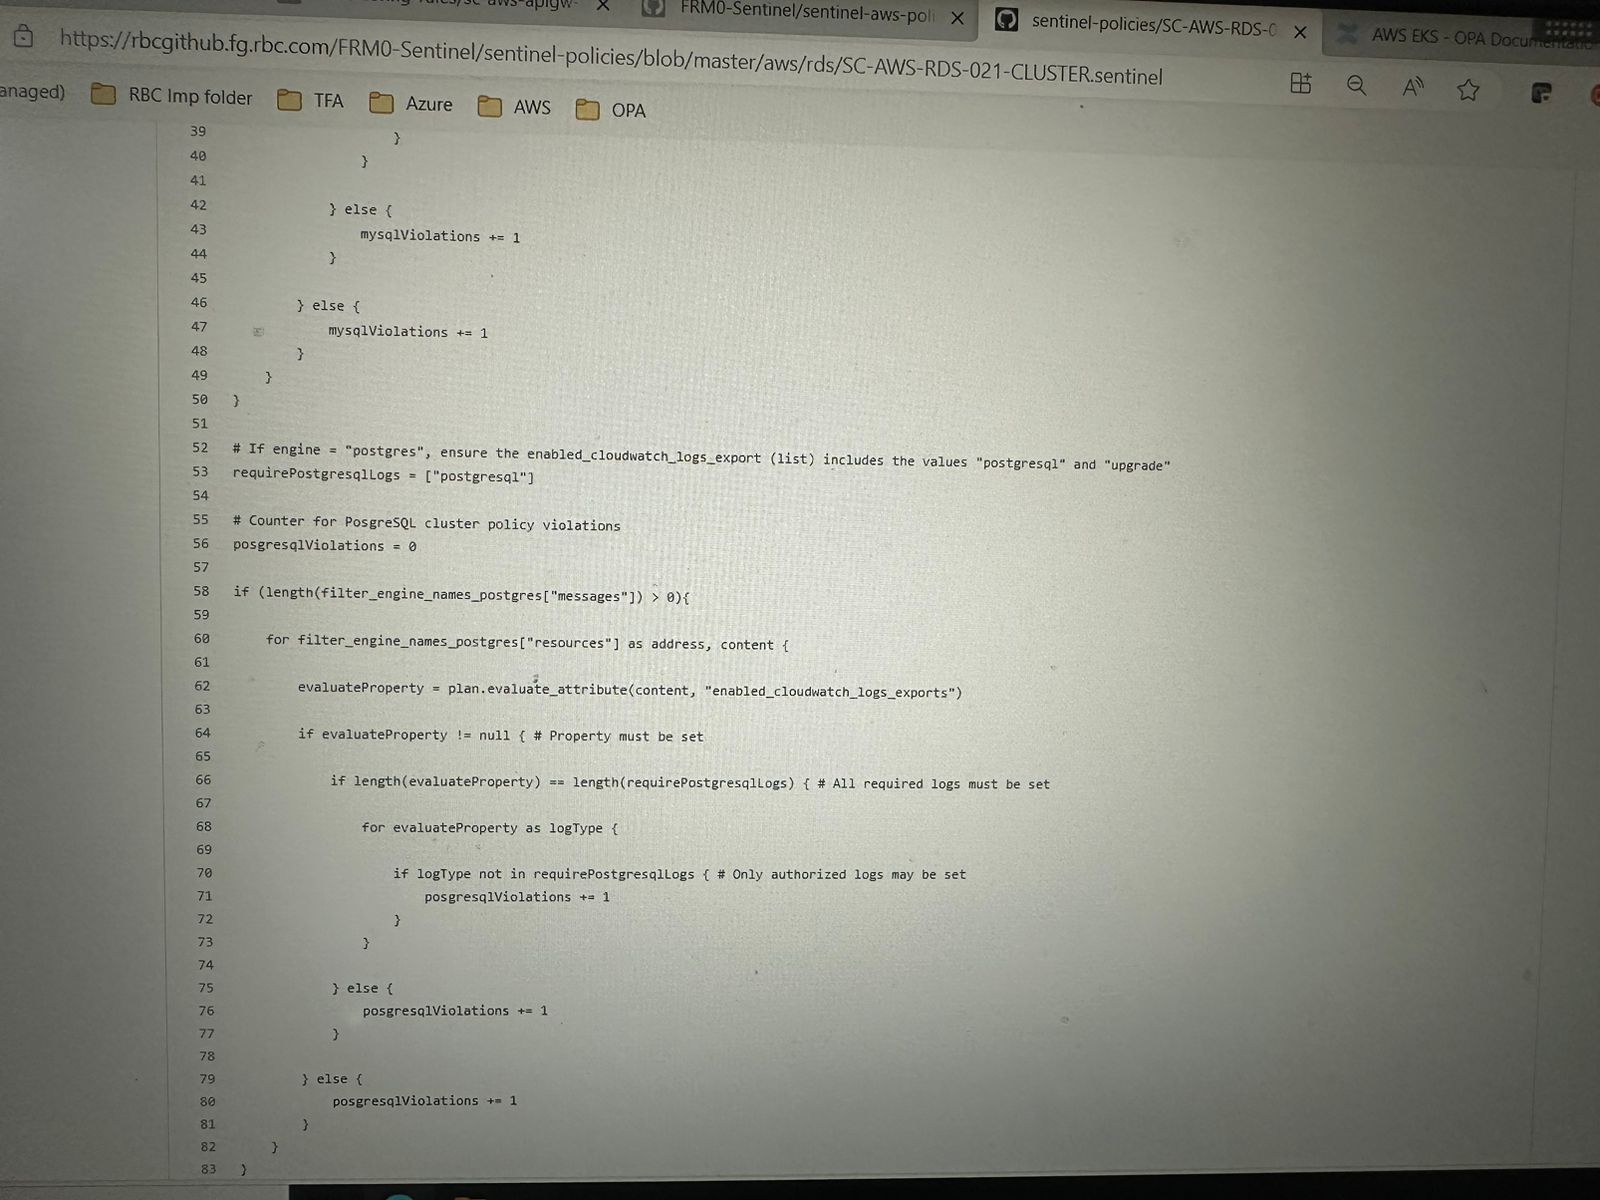 FRM0-Sentinel/sentinel-aws-poli
sentinel-policies/SC-AWS-RDS-0
AWS EKS - OPA Documentation
https://rbcgithub.fg.rbc.com/FRM0-Sentinel/sentinel-policies/blob/master/aws/rds/SC-AWS-RDS-021-CLUSTER.sentinel
anaged)
RBC Imp folder
TFA
Azure
AWS
OPA
39 }
40 }
41
42 } else {
43 mysqlViolations += 1
44 }
45
46 } else {
47 mysqlViolations += 1
48 }
49 }
50 }
51
52 # If engine = "postgres", ensure the enabled_cloudwatch_logs_export (list) includes the values "postgresql" and "upgrade"
53 requirePostgresqlLogs = ["postgresql"]
54
55 # Counter for PosgreSQL cluster policy violations
56 posgresqlViolations = 0
57
58 if (length(filter_engine_names_postgres["messages"]) > 0){
59
60 for filter_engine_names_postgres["resources"] as address, content {
61
62 evaluateProperty = plan.evaluate_attribute(content, "enabled_cloudwatch_logs_exports")
63
64 if evaluateProperty != null { # Property must be set
65
66 if length(evaluateProperty) == length(requirePostgresqlLogs) { # All required logs must be set
67
68 for evaluateProperty as logType {
69
70 if logType not in requirePostgresqlLogs { # Only authorized logs may be set
71 posgresqlViolations += 1
72 }
73 }
74
75 } else {
76 posgresqlViolations += 1
77 }
78
79 } else {
80 posgresqlViolations += 1
81 }
82 }
83 }